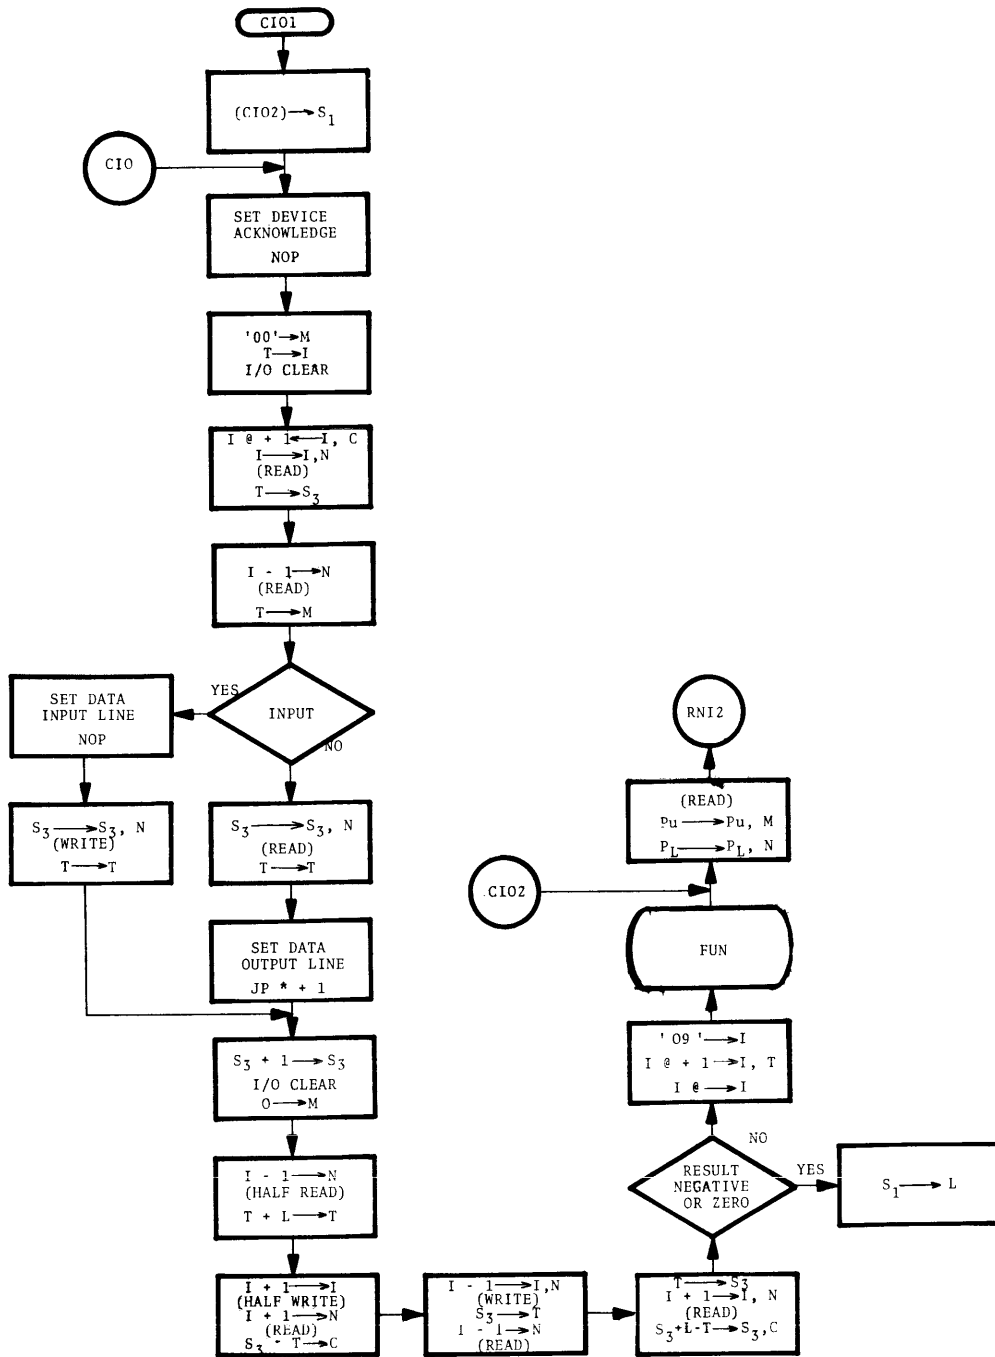 CIO1
(CIO2)→S1
CIO
SET DEVICE
ACKNOWLEDGE
NOP
'00'→M
T→I
I/O CLEAR
I @ + 1←I, C
I→I,N
(READ)
T→S3
I - 1→N
(READ)
T→M
INPUT
YES
NO
SET DATA
INPUT LINE
NOP
S3→S3, N
(WRITE)
T→T
S3→S3, N
(READ)
T→T
SET DATA
OUTPUT LINE
JP * + 1
S3 + 1→S3
I/O CLEAR
O→M
I - 1→N
(HALF READ)
T + L→T
I + 1→I
(HALF WRITE)
I + 1→N
(READ)
S3 - T→C
I - 1→I,N
(WRITE)
S3→T
I - 1→N
(READ)
T→S3
I + 1→I, N
(READ)
S3+L-T→S3,C
RESULT
NEGATIVE
OR ZERO
YES
NO
S1→L
'09'→I
I @ + 1→I, T
I @→I
FUN
CIO2
(READ)
Pu→Pu, M
PL→PL, N
RNI2